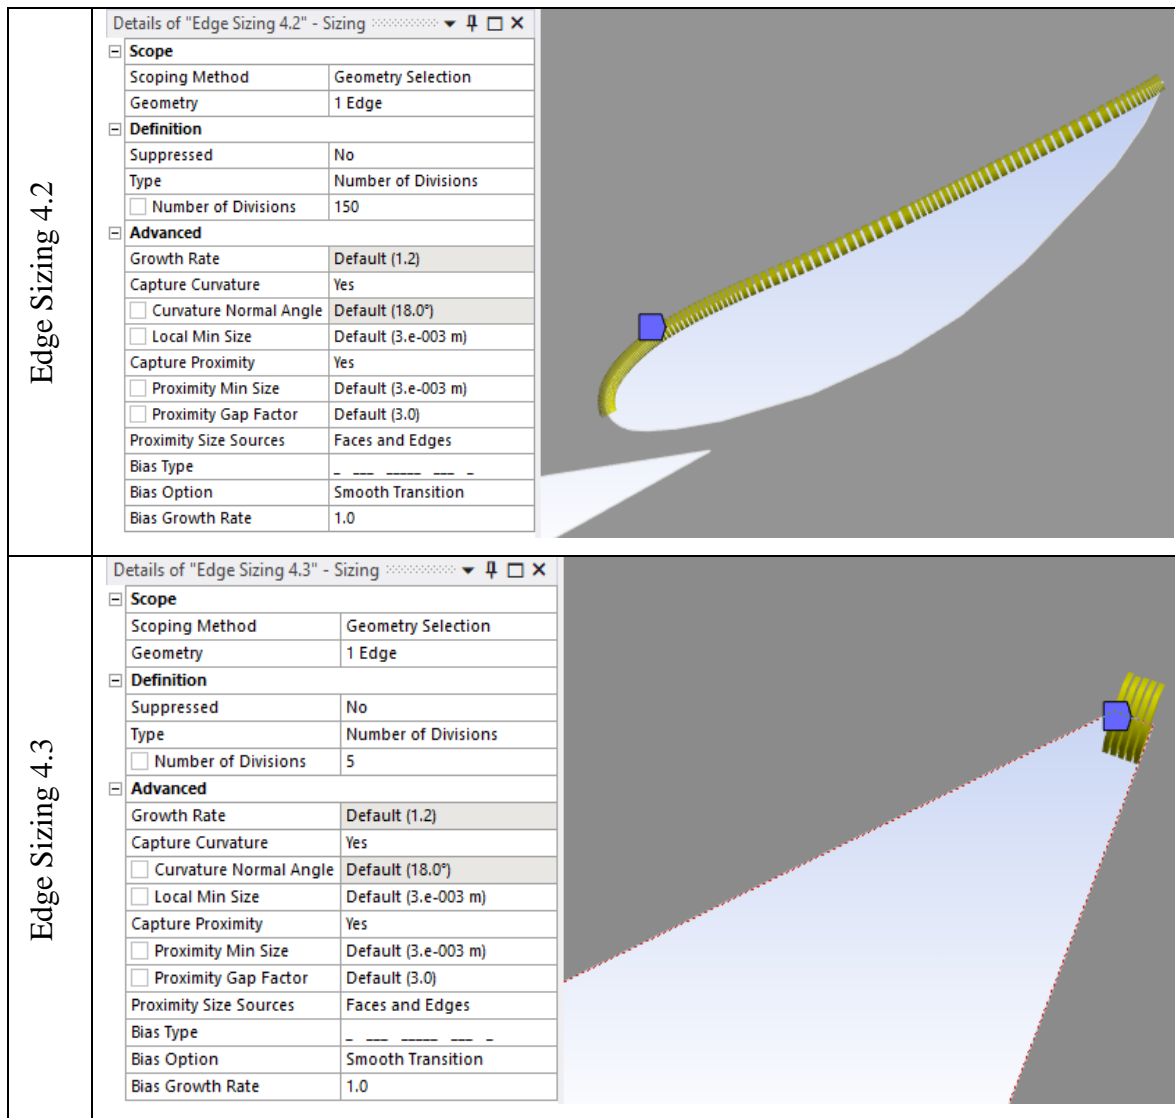 Edge Sizing 4.2
Details of "Edge Sizing 4.2" - Sizing
Scope
Scoping Method Geometry Selection
Geometry 1 Edge
Definition
Suppressed No
Type Number of Divisions
Number of Divisions 150
Advanced
Growth Rate Default (1.2)
Capture Curvature Yes
Curvature Normal Angle Default (18.0°)
Local Min Size Default (3.e-003 m)
Capture Proximity Yes
Proximity Min Size Default (3.e-003 m)
Proximity Gap Factor Default (3.0)
Proximity Size Sources Faces and Edges
Bias Type _ ___ _____ ___ _
Bias Option Smooth Transition
Bias Growth Rate 1.0
Edge Sizing 4.3
Details of "Edge Sizing 4.3" - Sizing
Scope
Scoping Method Geometry Selection
Geometry 1 Edge
Definition
Suppressed No
Type Number of Divisions
Number of Divisions 5
Advanced
Growth Rate Default (1.2)
Capture Curvature Yes
Curvature Normal Angle Default (18.0°)
Local Min Size Default (3.e-003 m)
Capture Proximity Yes
Proximity Min Size Default (3.e-003 m)
Proximity Gap Factor Default (3.0)
Proximity Size Sources Faces and Edges
Bias Type _ ___ _____ ___ _
Bias Option Smooth Transition
Bias Growth Rate 1.0